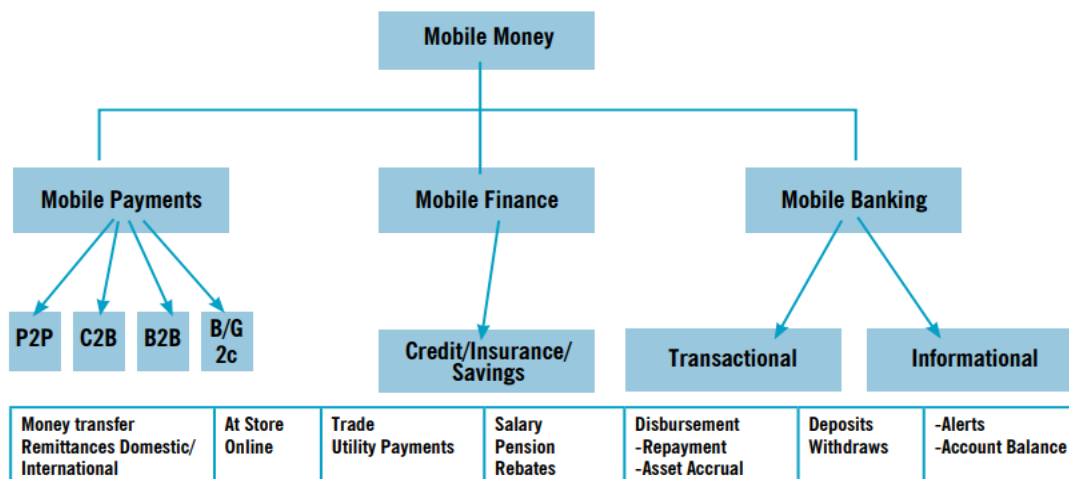 Mobile Money
Mobile Payments
Mobile Finance
Mobile Banking
P2P
C2B
B2B
B/G
2c
Credit/Insurance/
Savings
Transactional
Informational
Money transfer
Remittances Domestic/
International
At Store
Online
Trade
Utility Payments
Salary
Pension
Rebates
Disbursement
-Repayment
-Asset Accrual
Deposits
Withdraws
-Alerts
-Account Balance